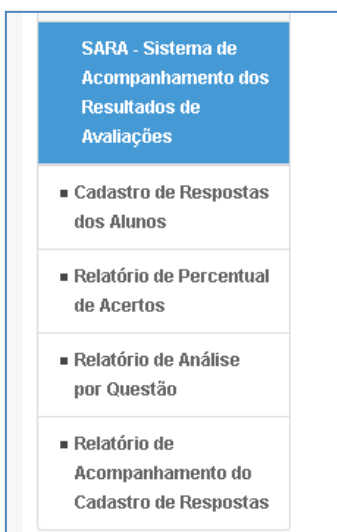 SARA - Sistema de
Acompanhamento dos
Resultados de
Avaliações
▪ Cadastro de Respostas
dos Alunos
▪ Relatório de Percentual
de Acertos
▪ Relatório de Análise
por Questão
▪ Relatório de
Acompanhamento do
Cadastro de Respostas